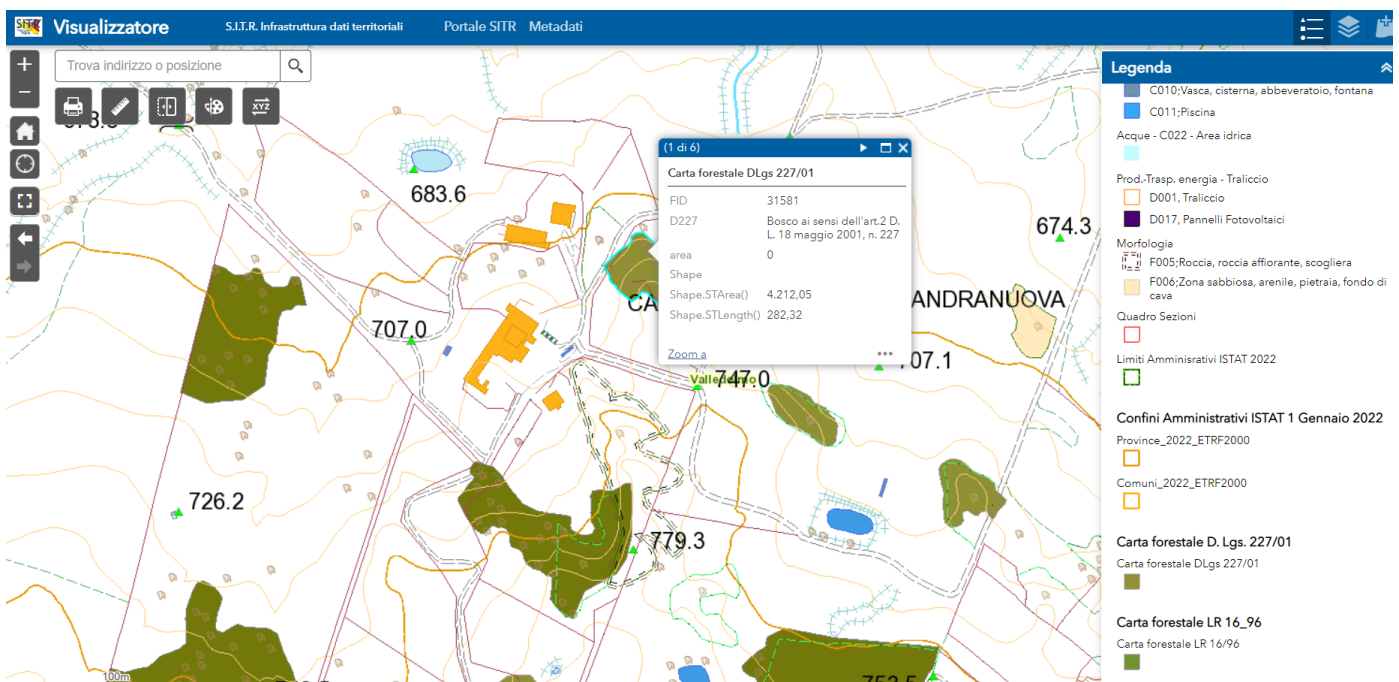 SITR
Visualizzatore
S.I.T.R. Infrastruttura dati territoriali
Portale SITR
Metadati
+
−
Trova indirizzo o posizione
XYZ
683.6
707.0
726.2
674.3
ANDRANUOVA
CA
747.0
Valledolmo
779.3
100m
(1 di 6)
Carta forestale DLgs 227/01
FID 31581
D227 Bosco ai sensi dell'art.2 D.
L. 18 maggio 2001, n. 227
area 0
Shape
Shape.STArea() 4.212,05
Shape.STLength() 282,32
Zoom a
Legenda
C010;Vasca, cisterna, abbeveratoio, fontana
C011;Piscina
Acque - C022 - Area idrica
Prod.-Trasp. energia - Traliccio
D001, Traliccio
D017, Pannelli Fotovoltaici
Morfologia
F005;Roccia, roccia affiorante, scogliera
F006;Zona sabbiosa, arenile, pietraia, fondo di
cava
Quadro Sezioni
Limiti Amminisrativi ISTAT 2022
Confini Amministrativi ISTAT 1 Gennaio 2022
Province_2022_ETRF2000
Comuni_2022_ETRF2000
Carta forestale D. Lgs. 227/01
Carta forestale DLgs 227/01
Carta forestale LR 16_96
Carta forestale LR 16/96